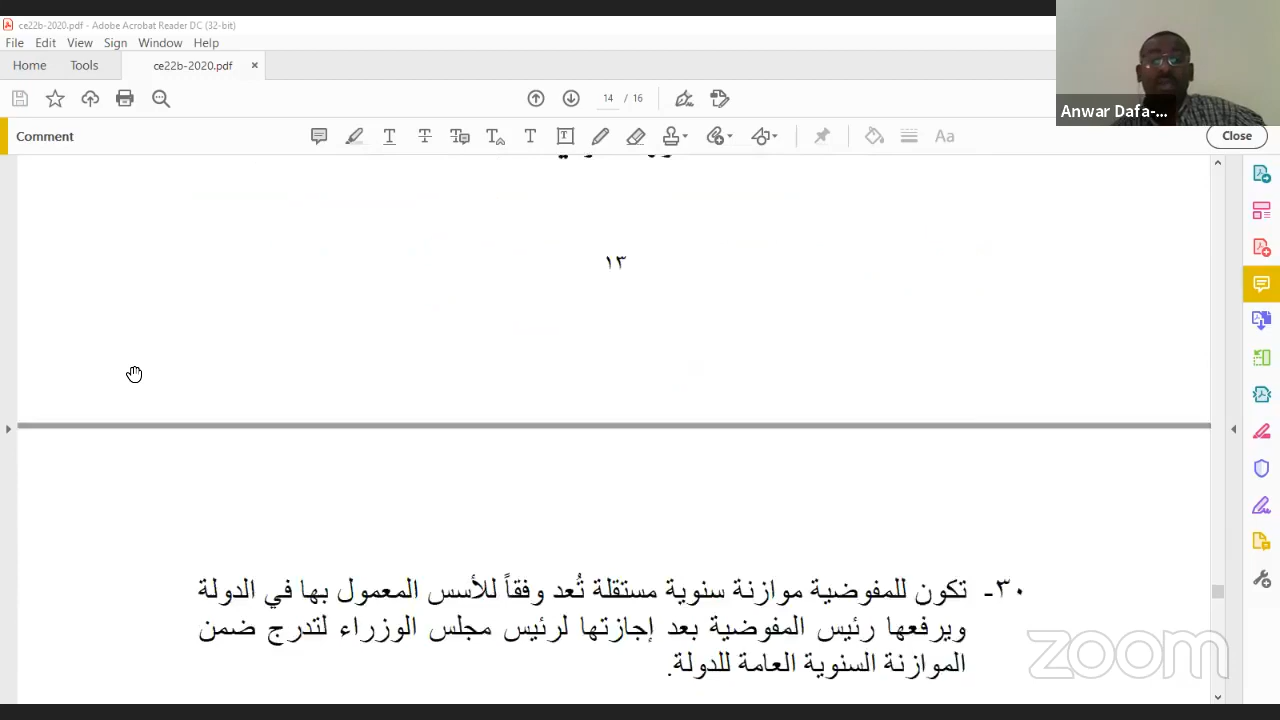 ce22b-2020.pdf - Adobe Acrobat Reader DC (32-bit)
File Edit View Sign Window Help
Home Tools ce22b-2020.pdf ×
14 / 16
Anwar Dafa-...
Comment
Aa
Close
١٣
٣٠- تكون للمفوضية موازنة سنوية مستقلة تُعد وفقاً للأسس المعمول بها في الدولة
ويرفعها رئيس المفوضية بعد إجازتها لرئيس مجلس الوزراء لتدرج ضمن
الموازنة السنوية العامة للدولة.
zoom